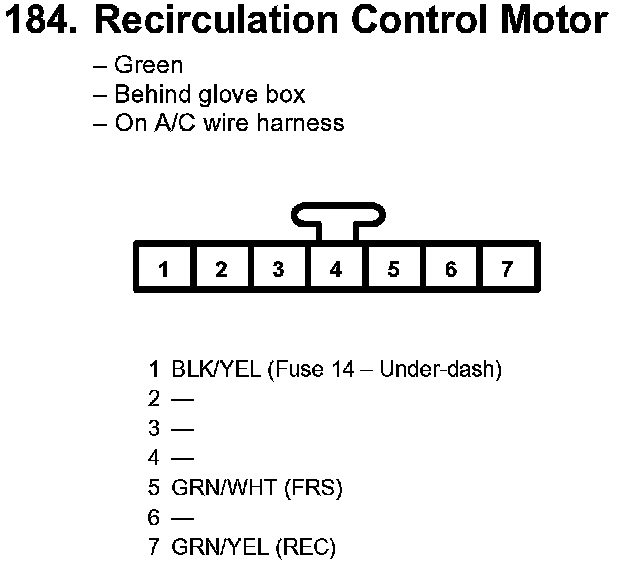 184. Recirculation Control Motor
– Green
– Behind glove box
– On A/C wire harness
1 2 3 4 5 6 7
1 BLK/YEL (Fuse 14 – Under-dash)
2 —
3 —
4 —
5 GRN/WHT (FRS)
6 —
7 GRN/YEL (REC)